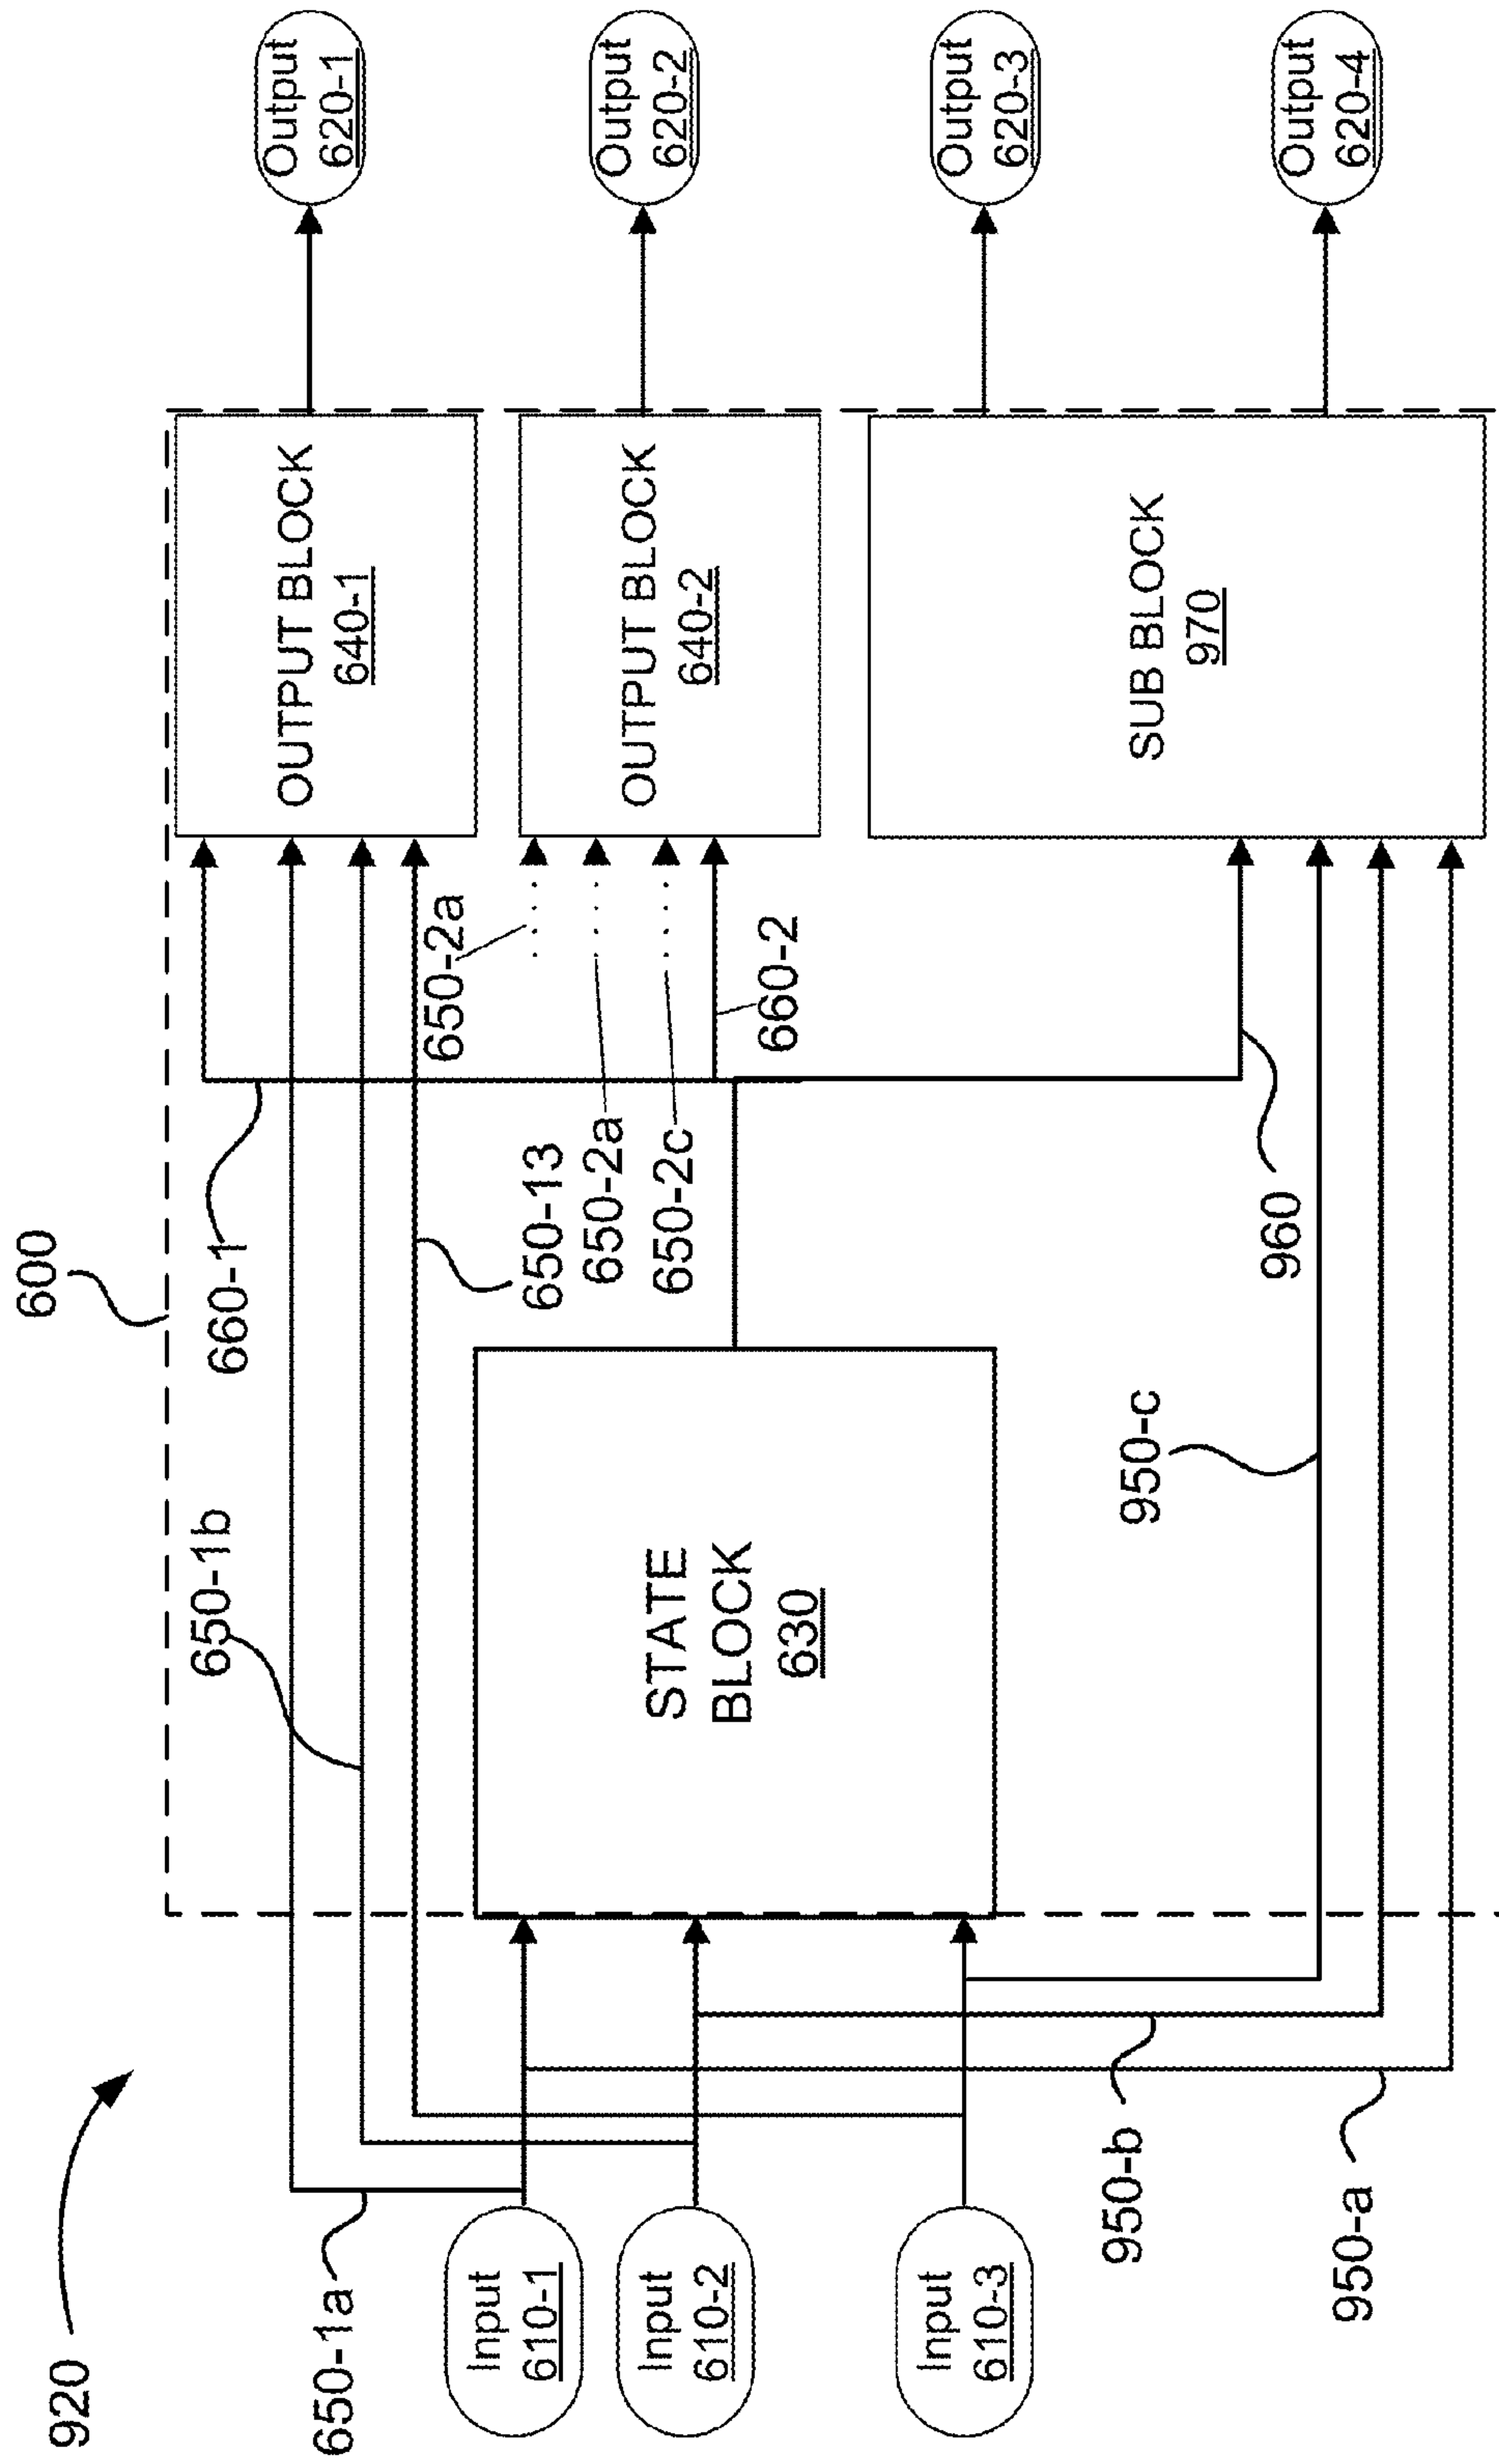 920
600
650-1a
650-1b
660-1
650-13
650-2a
650-2a
650-2c
660-2
Input
610-1
Input
610-2
Input
610-3
STATE
BLOCK
630
OUTPUT BLOCK
640-1
OUTPUT BLOCK
640-2
SUB BLOCK
970
Output
620-1
Output
620-2
Output
620-3
Output
620-4
950-c
960
950-b
950-a